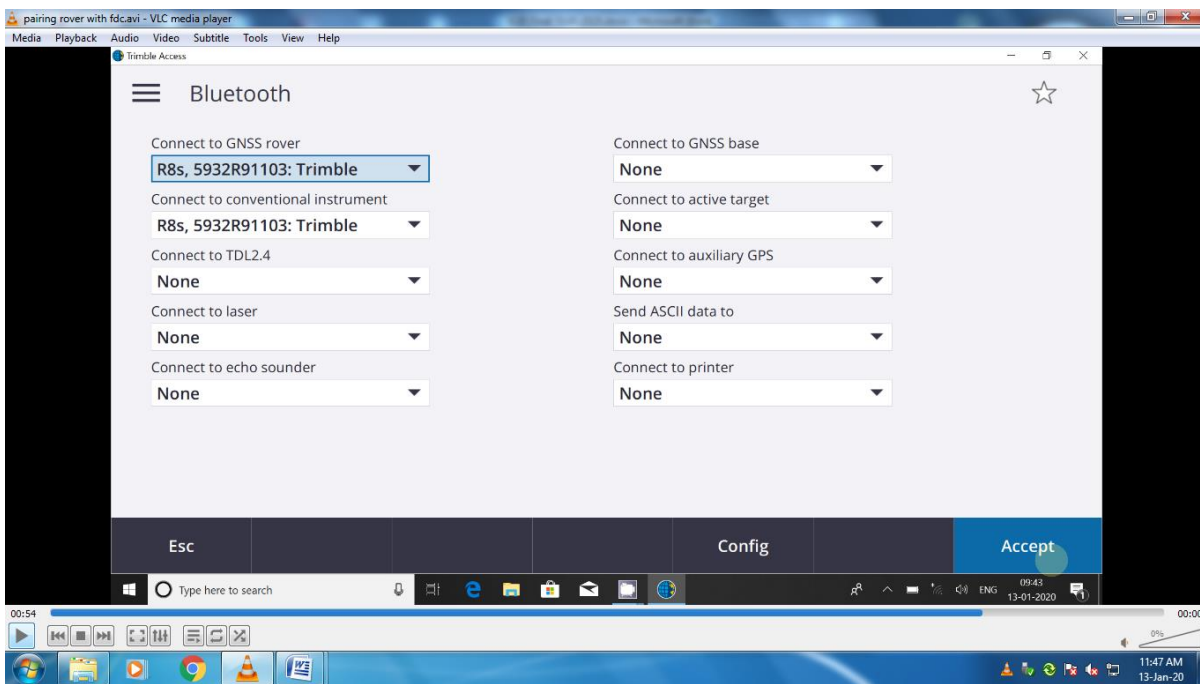 pairing rover with fdc.avi - VLC media player
Media Playback Audio Video Subtitle Tools View Help
Trimble Access
Bluetooth
Connect to GNSS rover
R8s, 5932R91103: Trimble
Connect to GNSS base
None
Connect to conventional instrument
R8s, 5932R91103: Trimble
Connect to active target
None
Connect to TDL2.4
None
Connect to auxiliary GPS
None
Connect to laser
None
Send ASCII data to
None
Connect to echo sounder
None
Connect to printer
None
Esc
Config
Accept
Type here to search
ENG
09:43
13-01-2020
1
00:54
00:00
0%
11:47 AM
13-Jan-20